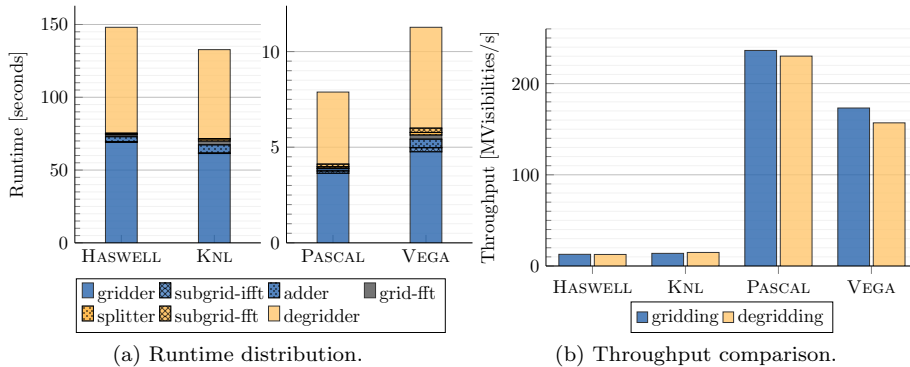 150
100
50
0
Runtime [seconds]
HASWELL KNL
10
5
0
PASCAL VEGA
gridder subgrid-ifft adder grid-fft
splitter subgrid-fft degridder
(a) Runtime distribution.
200
100
0
Throughput [MVisibilities/s]
HASWELL KNL PASCAL VEGA
gridding degridding
(b) Throughput comparison.